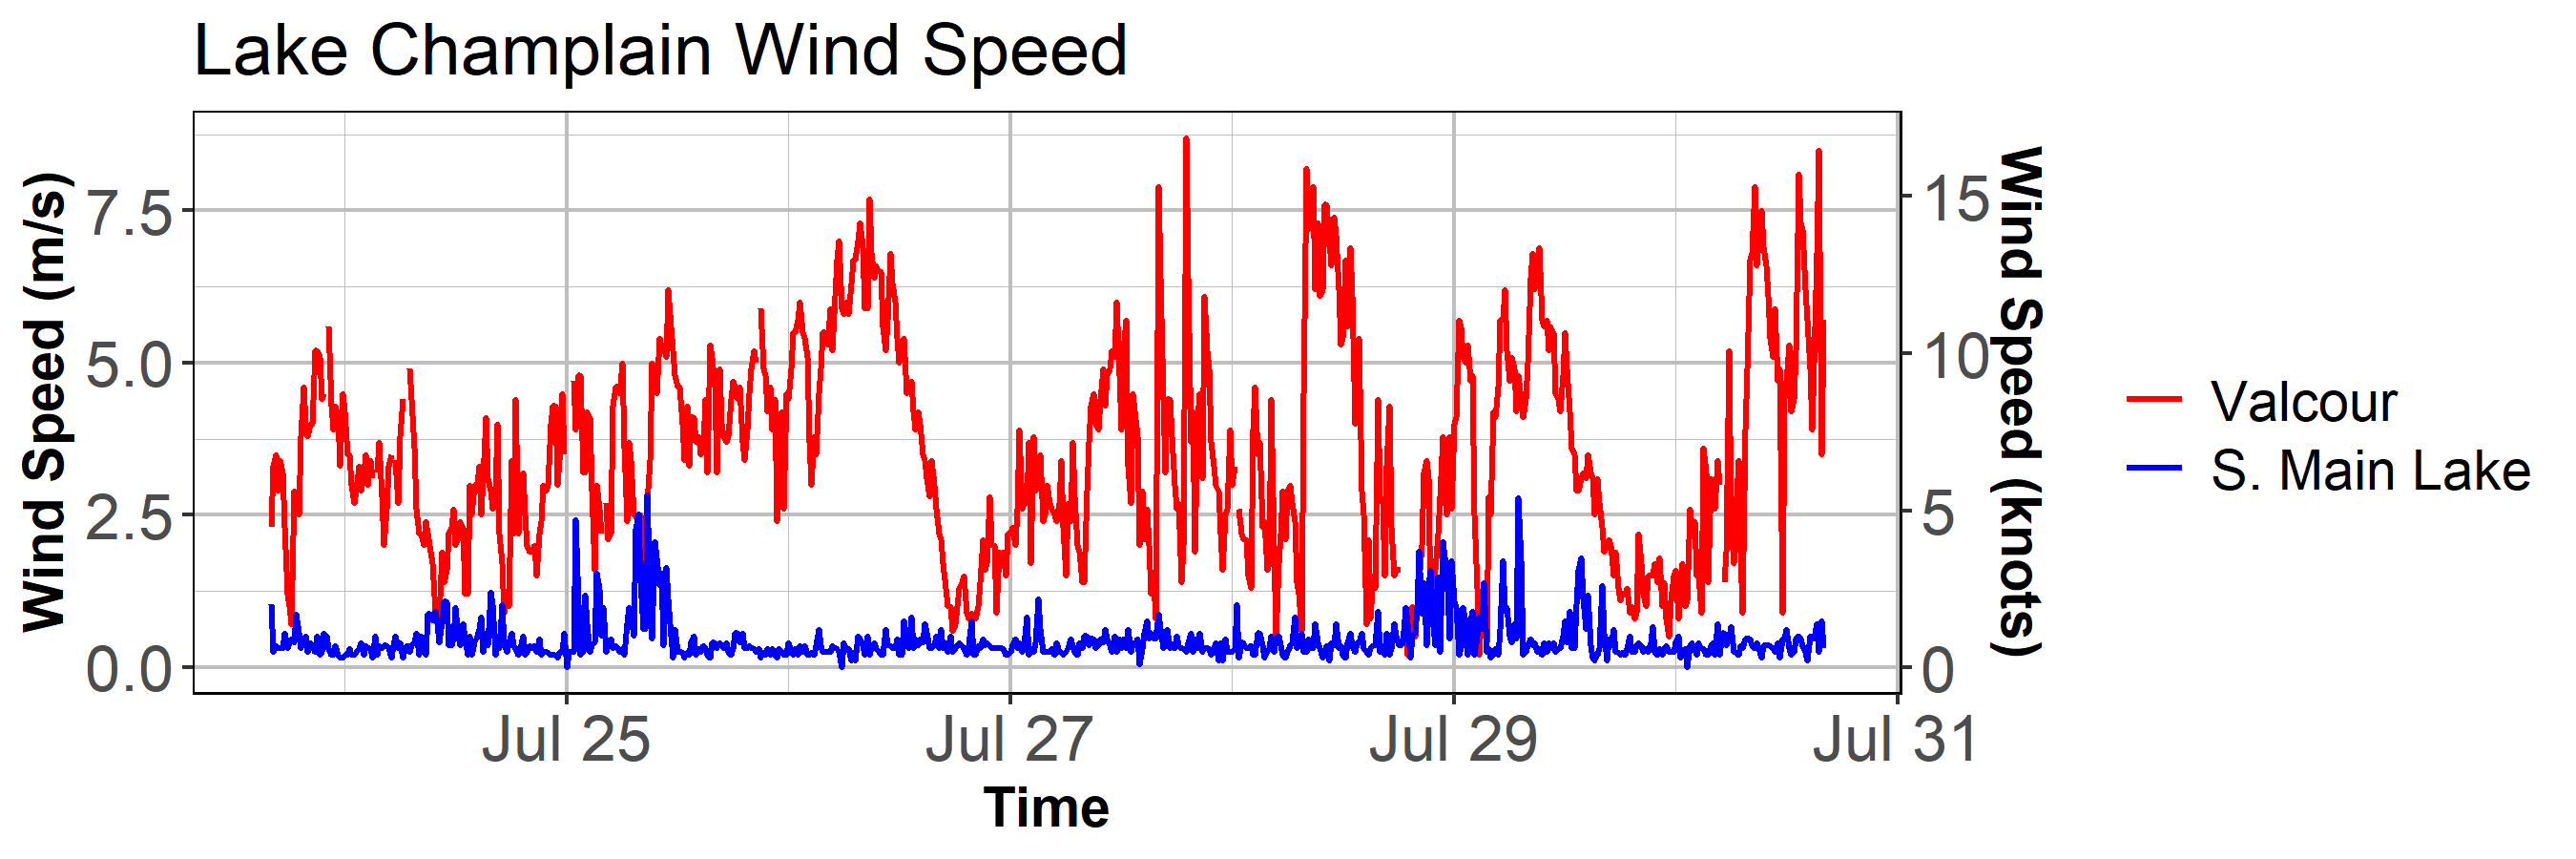 Lake Champlain Wind Speed
Wind Speed (m/s)
7.5
5.0
2.5
0.0
15
10
5
0
Wind Speed (knots)
Jul 25
Jul 27
Jul 29
Jul 31
Time
Valcour
S. Main Lake